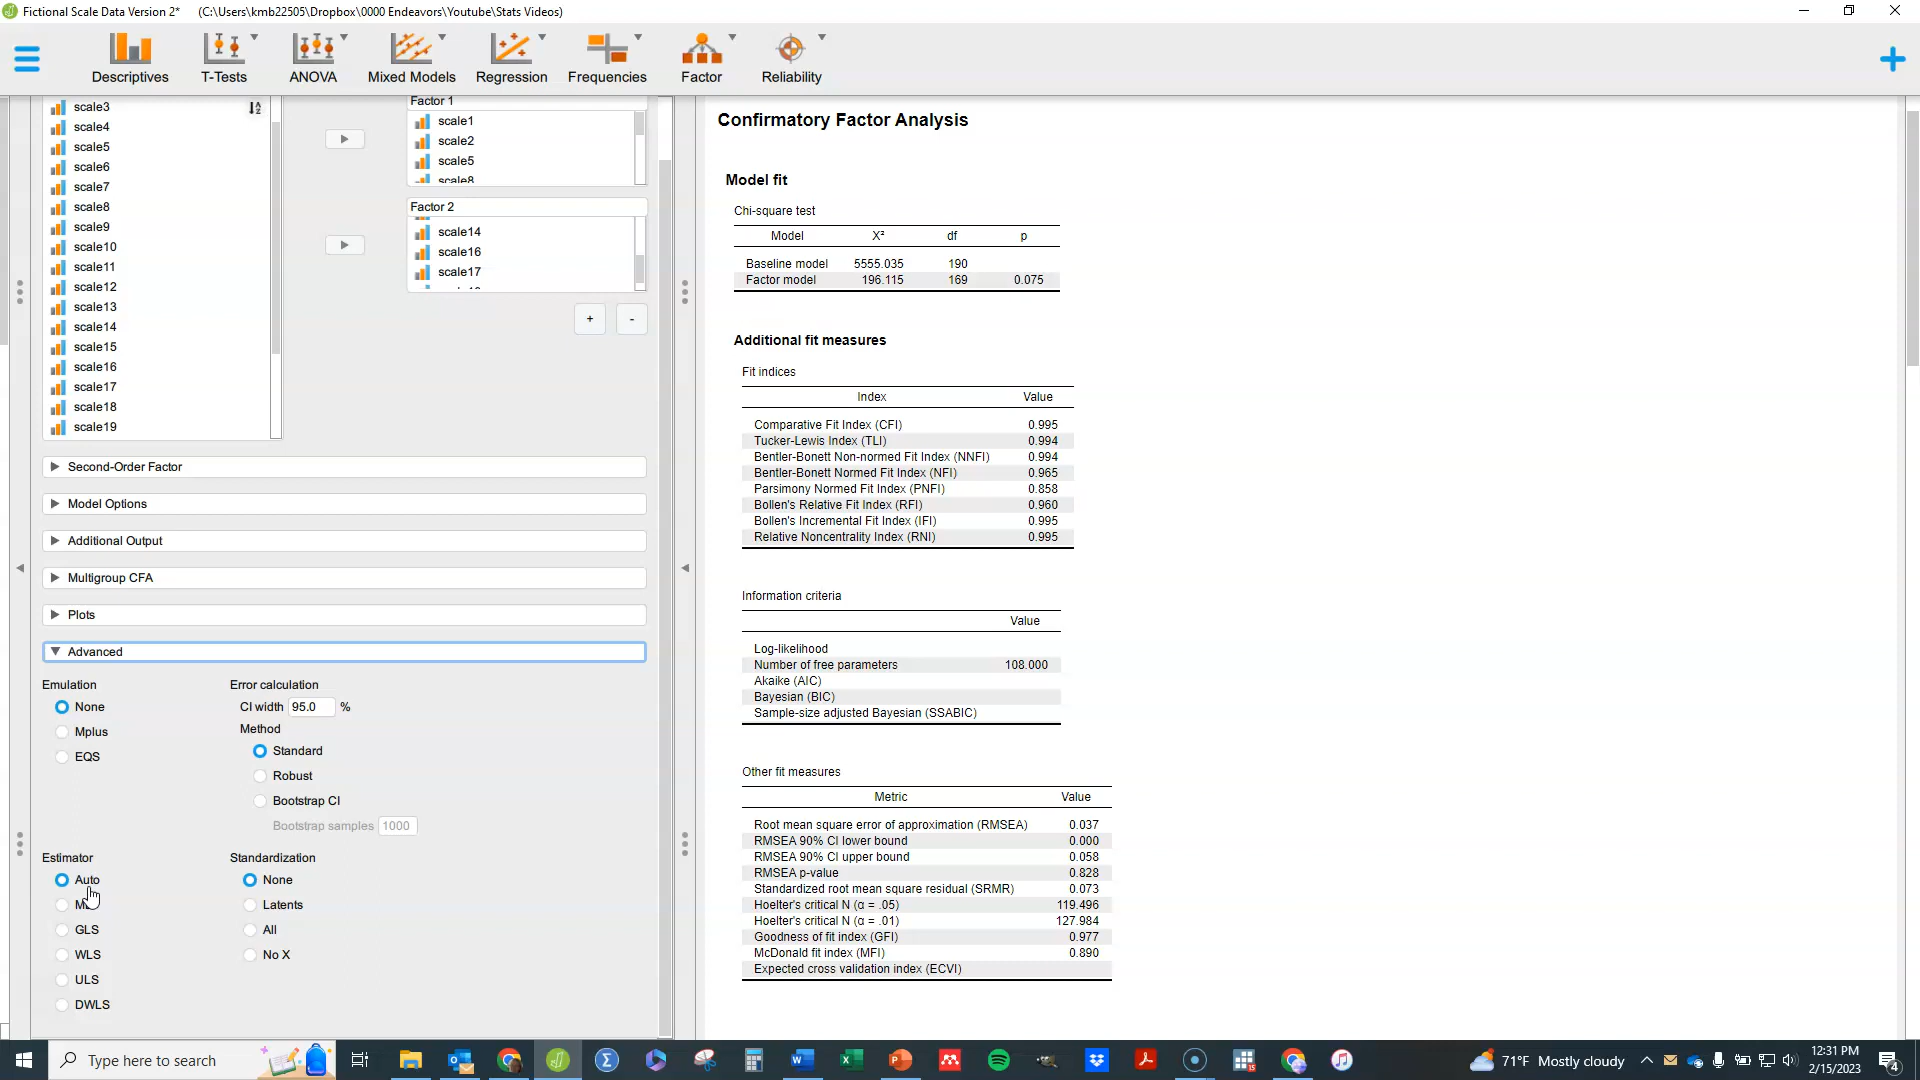 Fictional Scale Data Version 2* (C:\Users\kmb22505\Dropbox\0000 Endeavors\Youtube\Stats Videos)
Descriptives T-Tests ANOVA Mixed Models Regression Frequencies Factor Reliability
scale3
scale4
scale5
scale6
scale7
scale8
scale9
scale10
scale11
scale12
scale13
scale14
scale15
scale16
scale17
scale18
scale19
Factor 1
scale1
scale2
scale5
scale8
Factor 2
scale14
scale16
scale17
+ -
Second-Order Factor
Model Options
Additional Output
Multigroup CFA
Plots
Advanced
Emulation
None
Mplus
EQS
Error calculation
CI width 95.0 %
Method
Standard
Robust
Bootstrap CI
Bootstrap samples 1000
Estimator
Auto
GLS
WLS
ULS
DWLS
Standardization
None
Latents
All
No X
Confirmatory Factor Analysis
Model fit
Chi-square test
Model X² df p
Baseline model 5555.035 190
Factor model 196.115 169 0.075
Additional fit measures
Fit indices
Index Value
Comparative Fit Index (CFI) 0.995
Tucker-Lewis Index (TLI) 0.994
Bentler-Bonett Non-normed Fit Index (NNFI) 0.994
Bentler-Bonett Normed Fit Index (NFI) 0.965
Parsimony Normed Fit Index (PNFI) 0.858
Bollen's Relative Fit Index (RFI) 0.960
Bollen's Incremental Fit Index (IFI) 0.995
Relative Noncentrality Index (RNI) 0.995
Information criteria
Value
Log-likelihood
Number of free parameters 108.000
Akaike (AIC)
Bayesian (BIC)
Sample-size adjusted Bayesian (SSABIC)
Other fit measures
Metric Value
Root mean square error of approximation (RMSEA) 0.037
RMSEA 90% CI lower bound 0.000
RMSEA 90% CI upper bound 0.058
RMSEA p-value 0.828
Standardized root mean square residual (SRMR) 0.073
Hoelter's critical N (α = .05) 119.496
Hoelter's critical N (α = .01) 127.984
Goodness of fit index (GFI) 0.977
McDonald fit index (MFI) 0.890
Expected cross validation index (ECVI)
Type here to search
71°F Mostly cloudy
12:31 PM
2/15/2023
4